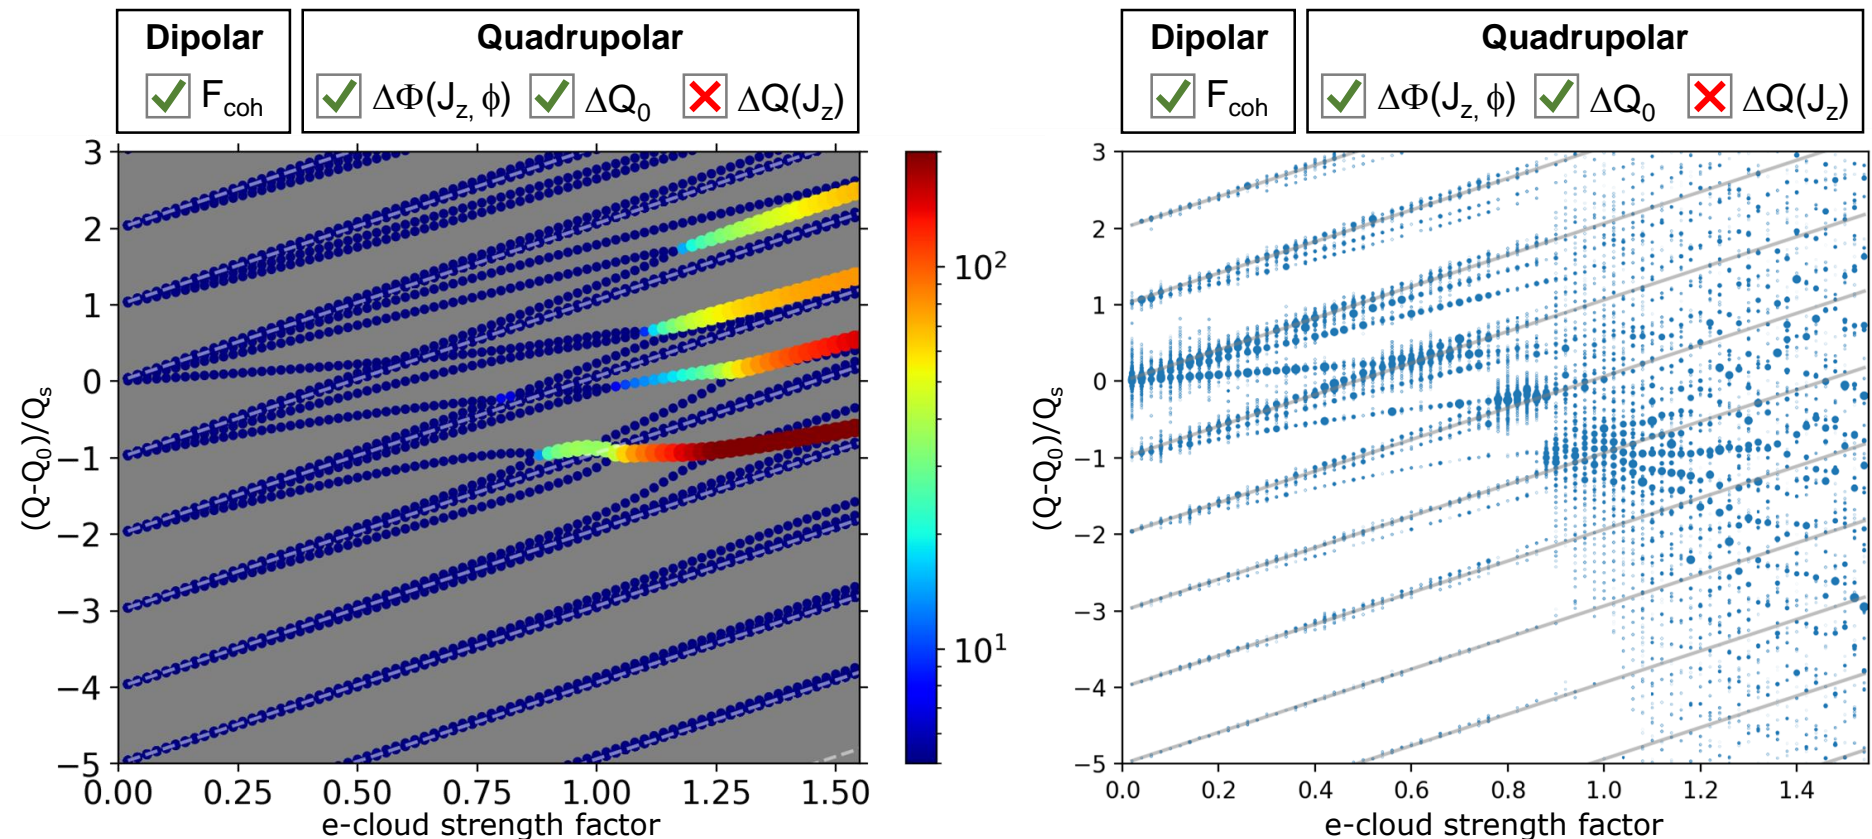 Dipolar
F_coh
Quadrupolar
ΔΦ(J_z, ϕ) ΔQ_0 ΔQ(J_z)
3
2
1
0
−1
−2
−3
−4
−5
(Q-Q_0)/Q_s
0.00 0.25 0.50 0.75 1.00 1.25 1.50
e-cloud strength factor
10^2
10^1
Dipolar
F_coh
Quadrupolar
ΔΦ(J_z, ϕ) ΔQ_0 ΔQ(J_z)
3
2
1
0
−1
−2
−3
−4
−5
(Q-Q_0)/Q_s
0.0 0.2 0.4 0.6 0.8 1.0 1.2 1.4
e-cloud strength factor